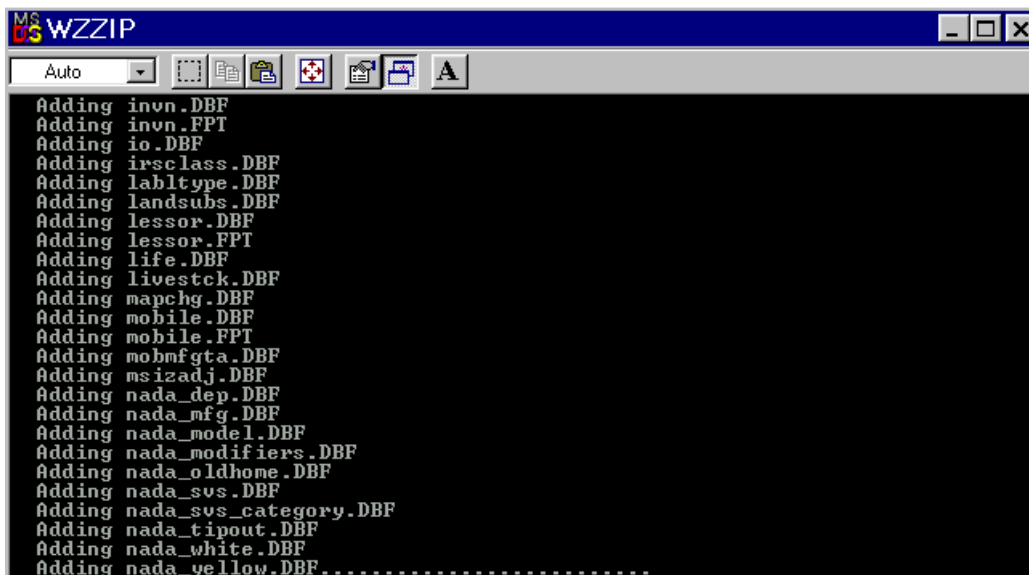 MS DOS WZZIP
Auto A
Adding invn.DBF
Adding invn.FPT
Adding io.DBF
Adding irsclass.DBF
Adding labltype.DBF
Adding landsubs.DBF
Adding lessor.DBF
Adding lessor.FPT
Adding life.DBF
Adding livestck.DBF
Adding mapchg.DBF
Adding mobile.DBF
Adding mobile.FPT
Adding mobmfgta.DBF
Adding msizadj.DBF
Adding nada_dep.DBF
Adding nada_mfg.DBF
Adding nada_model.DBF
Adding nada_modifiers.DBF
Adding nada_oldhome.DBF
Adding nada_svs.DBF
Adding nada_svs_category.DBF
Adding nada_tipout.DBF
Adding nada_white.DBF
Adding nada_yellow.DBF..........................